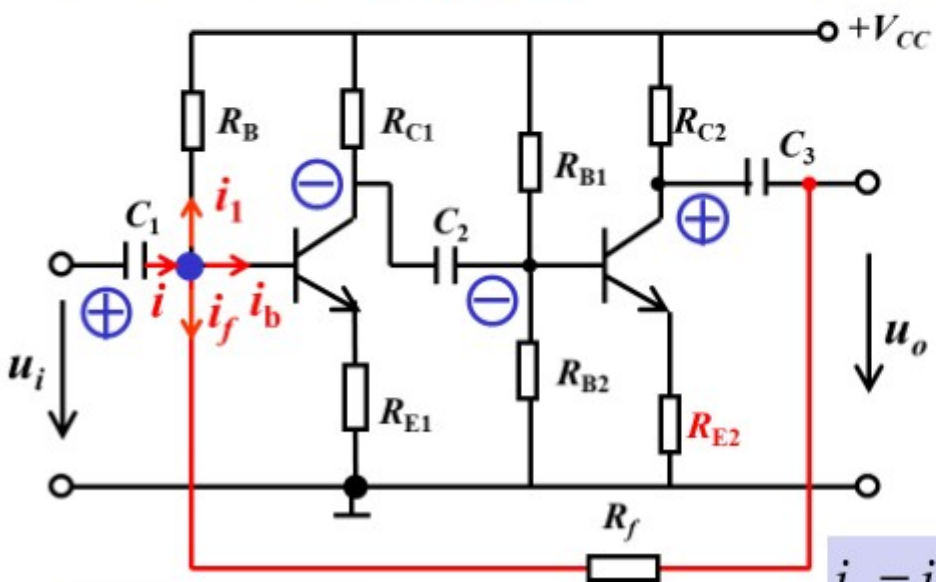 +V_CC
R_B
R_C1
R_B1
R_C2
C_3
i_1
C_1
C_2
i
i_f
i_b
u_i
R_E1
R_B2
R_E2
u_o
R_f